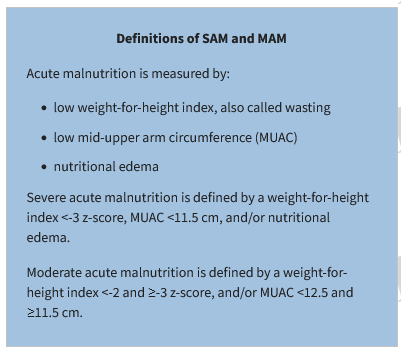 Definitions of SAM and MAM
Acute malnutrition is measured by:
• low weight-for-height index, also called wasting
• low mid-upper arm circumference (MUAC)
• nutritional edema
Severe acute malnutrition is defined by a weight-for-height
index <-3 z-score, MUAC <11.5 cm, and/or nutritional
edema.
Moderate acute malnutrition is defined by a weight-for-
height index <-2 and ≥-3 z-score, and/or MUAC <12.5 and
≥11.5 cm.